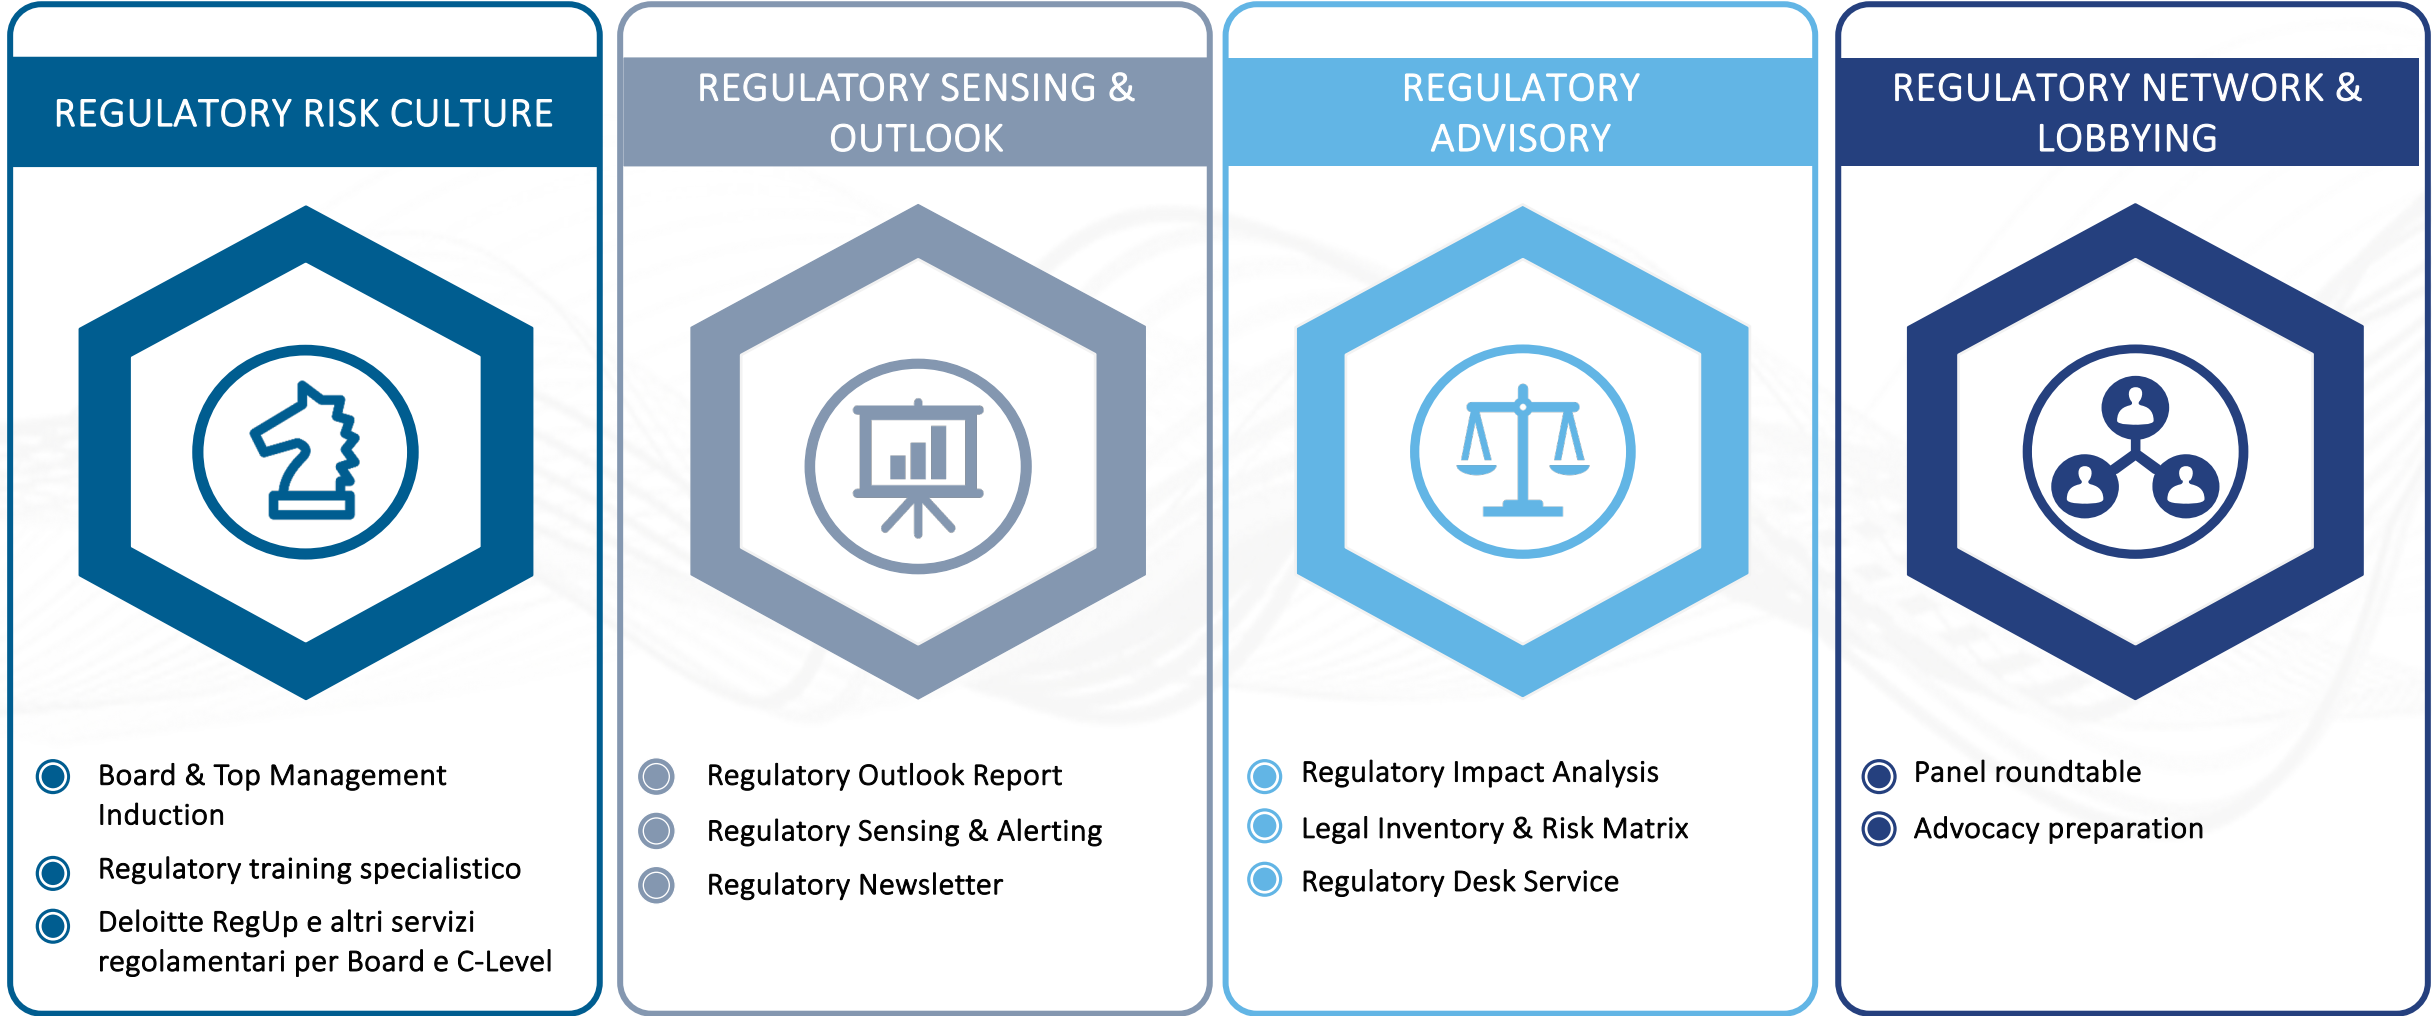 REGULATORY RISK CULTURE
Board & Top Management
Induction
Regulatory training specialistico
Deloitte RegUp e altri servizi
regolamentari per Board e C-Level
REGULATORY SENSING &
OUTLOOK
Regulatory Outlook Report
Regulatory Sensing & Alerting
Regulatory Newsletter
REGULATORY
ADVISORY
Regulatory Impact Analysis
Legal Inventory & Risk Matrix
Regulatory Desk Service
REGULATORY NETWORK &
LOBBYING
Panel roundtable
Advocacy preparation